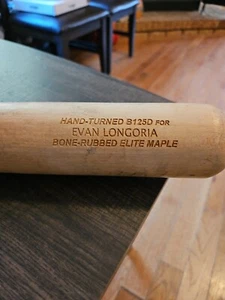 HAND-TURNED B125D FOR
EVAN LONGORIA
BONE-RUBBED ELITE MAPLE